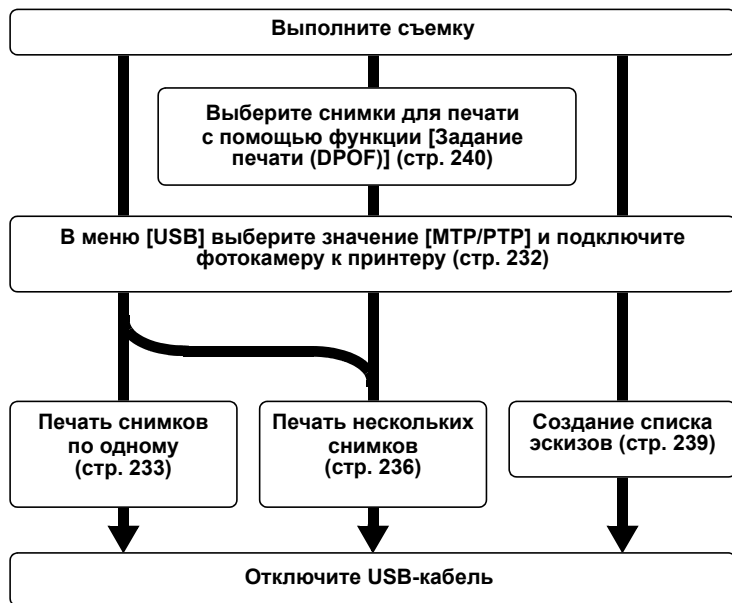 Выполните съемку
Выберите снимки для печати
с помощью функции [Задание
печати (DPOF)] (стр. 240)
В меню [USB] выберите значение [MTP/PTP] и подключите
фотокамеру к принтеру (стр. 232)
Печать снимков
по одному
(стр. 233)
Печать нескольких
снимков
(стр. 236)
Создание списка
эскизов (стр. 239)
Отключите USB-кабель